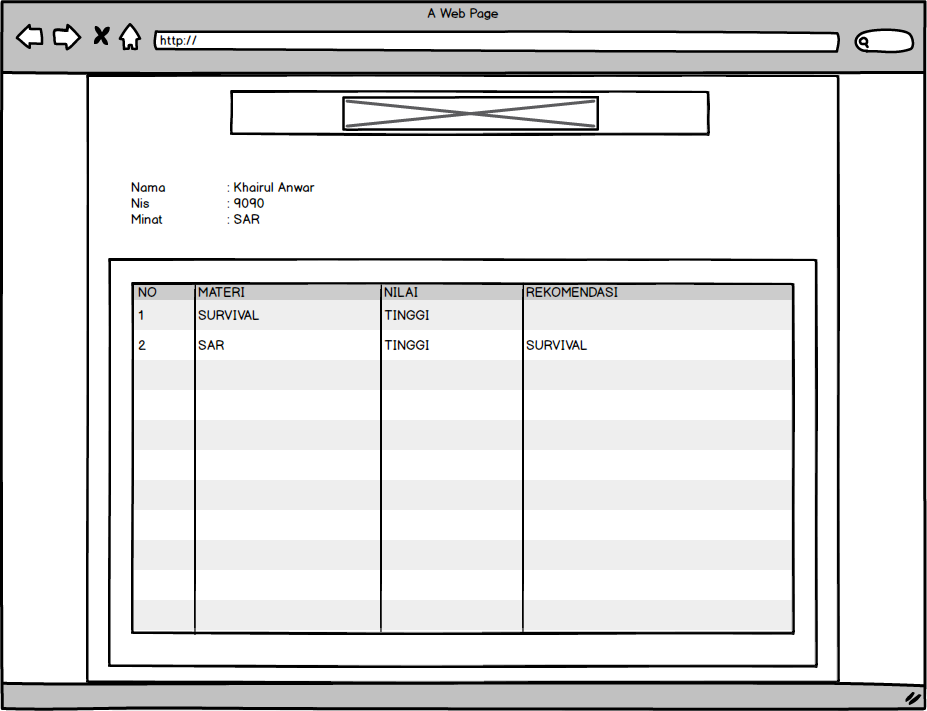 A Web Page
http://
Nama : Khairul Anwar
Nis : 9090
Minat : SAR
NO MATERI NILAI REKOMENDASI
1 SURVIVAL TINGGI
2 SAR TINGGI SURVIVAL